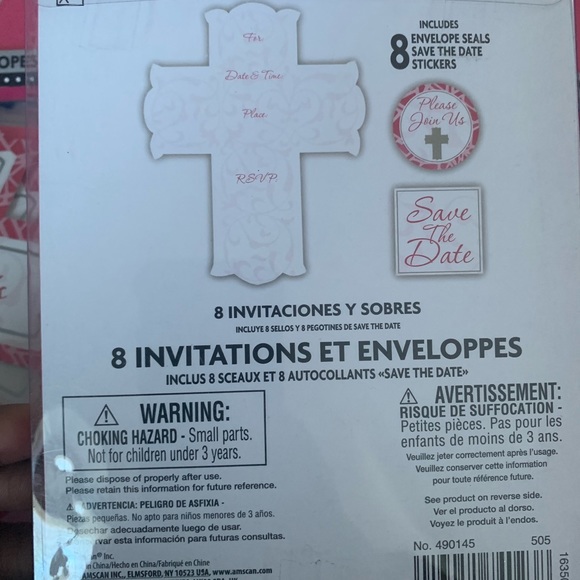 For
Date & Time
Place
R.S.V.P.
INCLUDES
8 ENVELOPE SEALS
SAVE THE DATE
STICKERS
Please
Join Us
Save
The
Date
8 INVITACIONES Y SOBRES
INCLUYE 8 SELLOS Y 8 PEGOTINES DE SAVE THE DATE
8 INVITATIONS ET ENVELOPPES
INCLUS 8 SCEAUX ET 8 AUTOCOLLANTS «SAVE THE DATE»
WARNING:
CHOKING HAZARD - Small parts.
Not for children under 3 years.
Please dispose of properly after use.
Please retain this information for future reference.
ADVERTENCIA: PELIGRO DE ASFIXIA -
Piezas pequeñas. No apto para niños menores de 3 años.
adecuadamente luego de usar.
esta información para futuras consultas.
Inc.
in China/Hecho en China/Fabriqué en Chine
AMSCAN INC., ELMSFORD, NY 10523 USA, www.amscan.com
AVERTISSEMENT:
RISQUE DE SUFFOCATION -
Petites pièces. Pas pour les
enfants de moins de 3 ans.
Veuillez jeter correctement après l'usage.
Veuillez conserver cette information
pour toute référence future.
See product on reverse side.
Ver el producto al dorso.
Voyez le produit à l'endos.
No. 490145
505